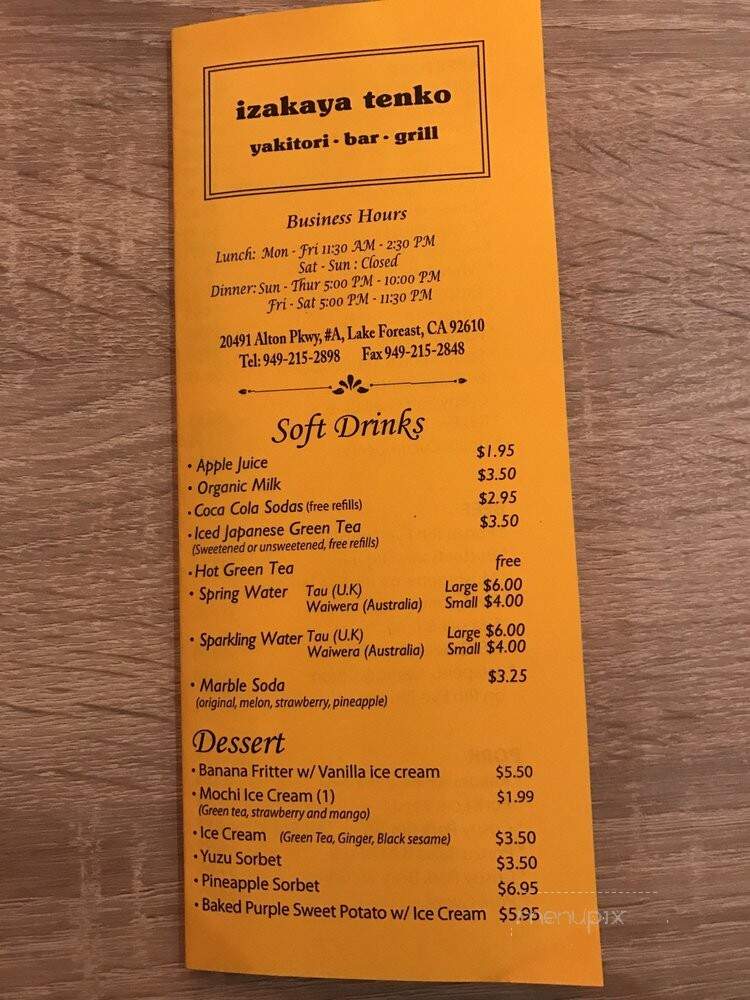 izakaya tenko
yakitori · bar · grill
Business Hours
Lunch: Mon - Fri 11:30 AM - 2:30 PM
Sat - Sun : Closed
Dinner: Sun - Thur 5:00 PM - 10:00 PM
Fri - Sat 5:00 PM - 11:30 PM
20491 Alton Pkwy, #A, Lake Foreast, CA 92610
Tel: 949-215-2898 Fax 949-215-2848
Soft Drinks
• Apple Juice $1.95
• Organic Milk $3.50
• Coca Cola Sodas (free refills) $2.95
• Iced Japanese Green Tea $3.50
(Sweetened or unsweetened, free refills)
• Hot Green Tea free
• Spring Water Tau (U.K) Large $6.00
Waiwera (Australia) Small $4.00
• Sparkling Water Tau (U.K) Large $6.00
Waiwera (Australia) Small $4.00
• Marble Soda $3.25
(original, melon, strawberry, pineapple)
Dessert
• Banana Fritter w/ Vanilla ice cream $5.50
• Mochi Ice Cream (1) $1.99
(Green tea, strawberry and mango)
• Ice Cream (Green Tea, Ginger, Black sesame) $3.50
• Yuzu Sorbet $3.50
• Pineapple Sorbet $6.95
• Baked Purple Sweet Potato w/ Ice Cream $5.95
menupix